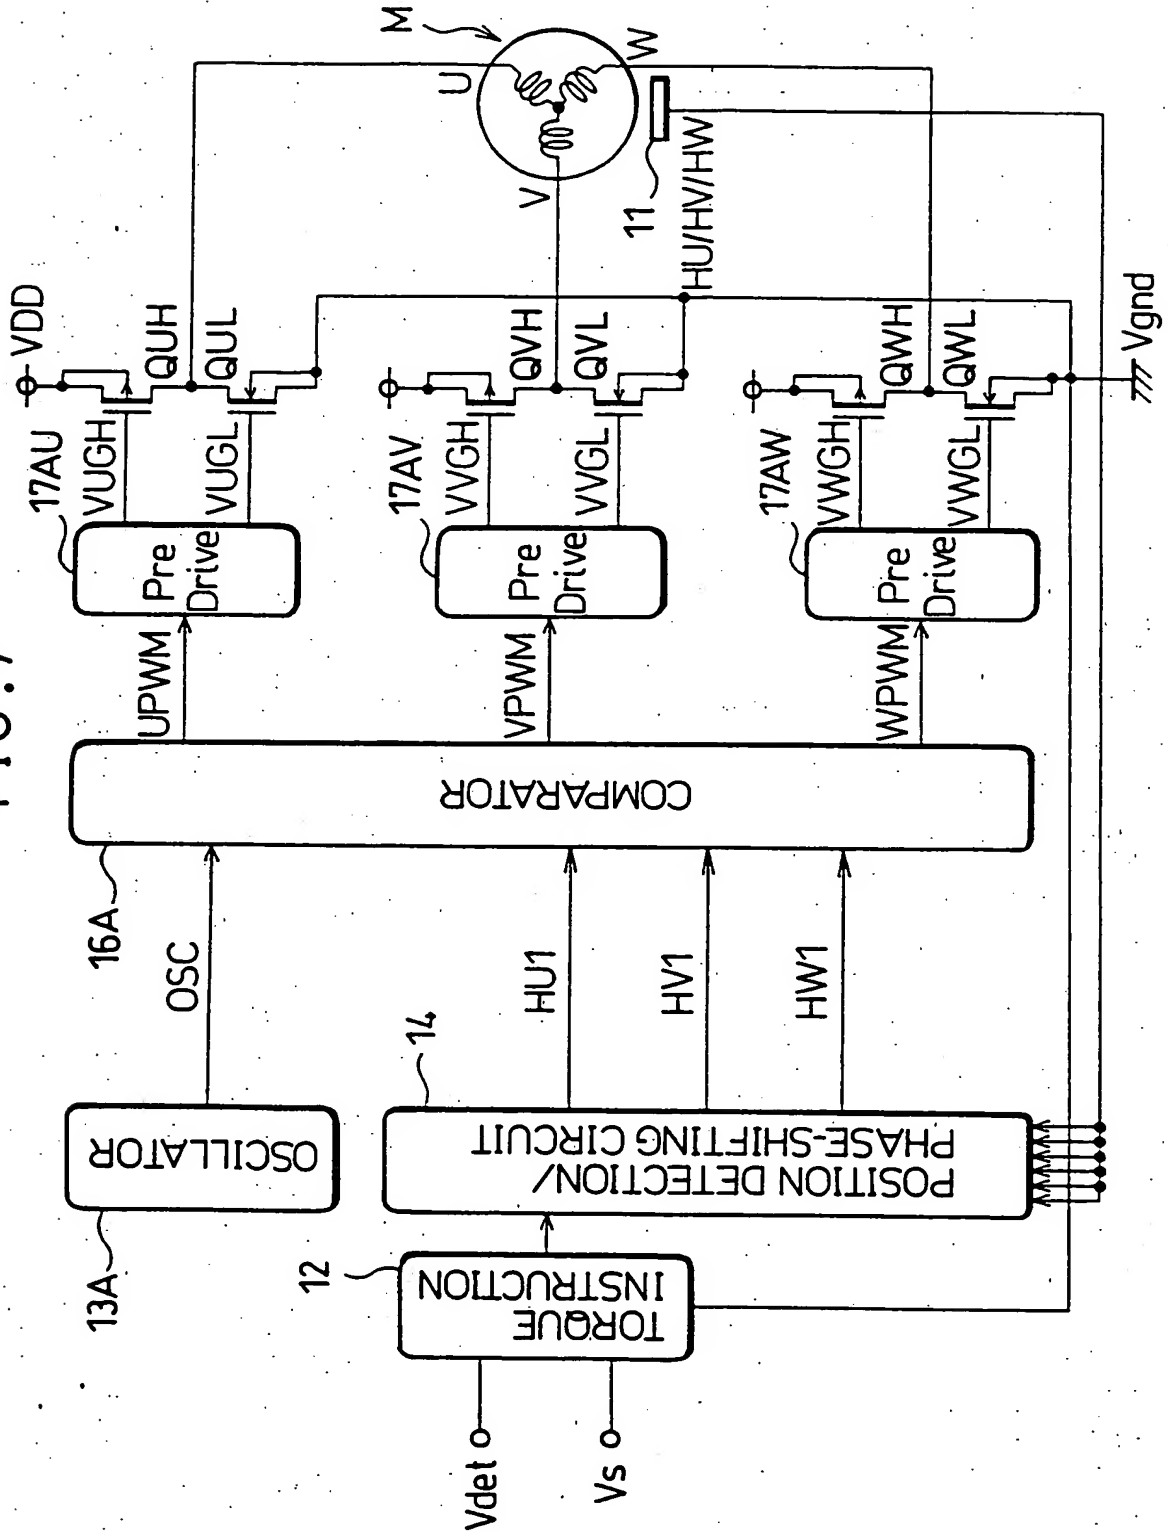 FIG. 7
Vdet
Vs
12
TORQUE
INSTRUCTION
13A
OSCILLATOR
14
POSITION DETECTION/
PHASE-SHIFTING CIRCUIT
OSC
HU1
HV1
HW1
16A
COMPARATOR
UPWM
VPWM
WPWM
17AU
Pre
Drive
17AV
Pre
Drive
17AW
Pre
Drive
VUGH
VUGL
VVGH
VVGL
VWGH
VWGL
VDD
QUH
QUL
QVH
QVL
QWH
QWL
Vgnd
M
U
V
W
11
HU/HV/HW